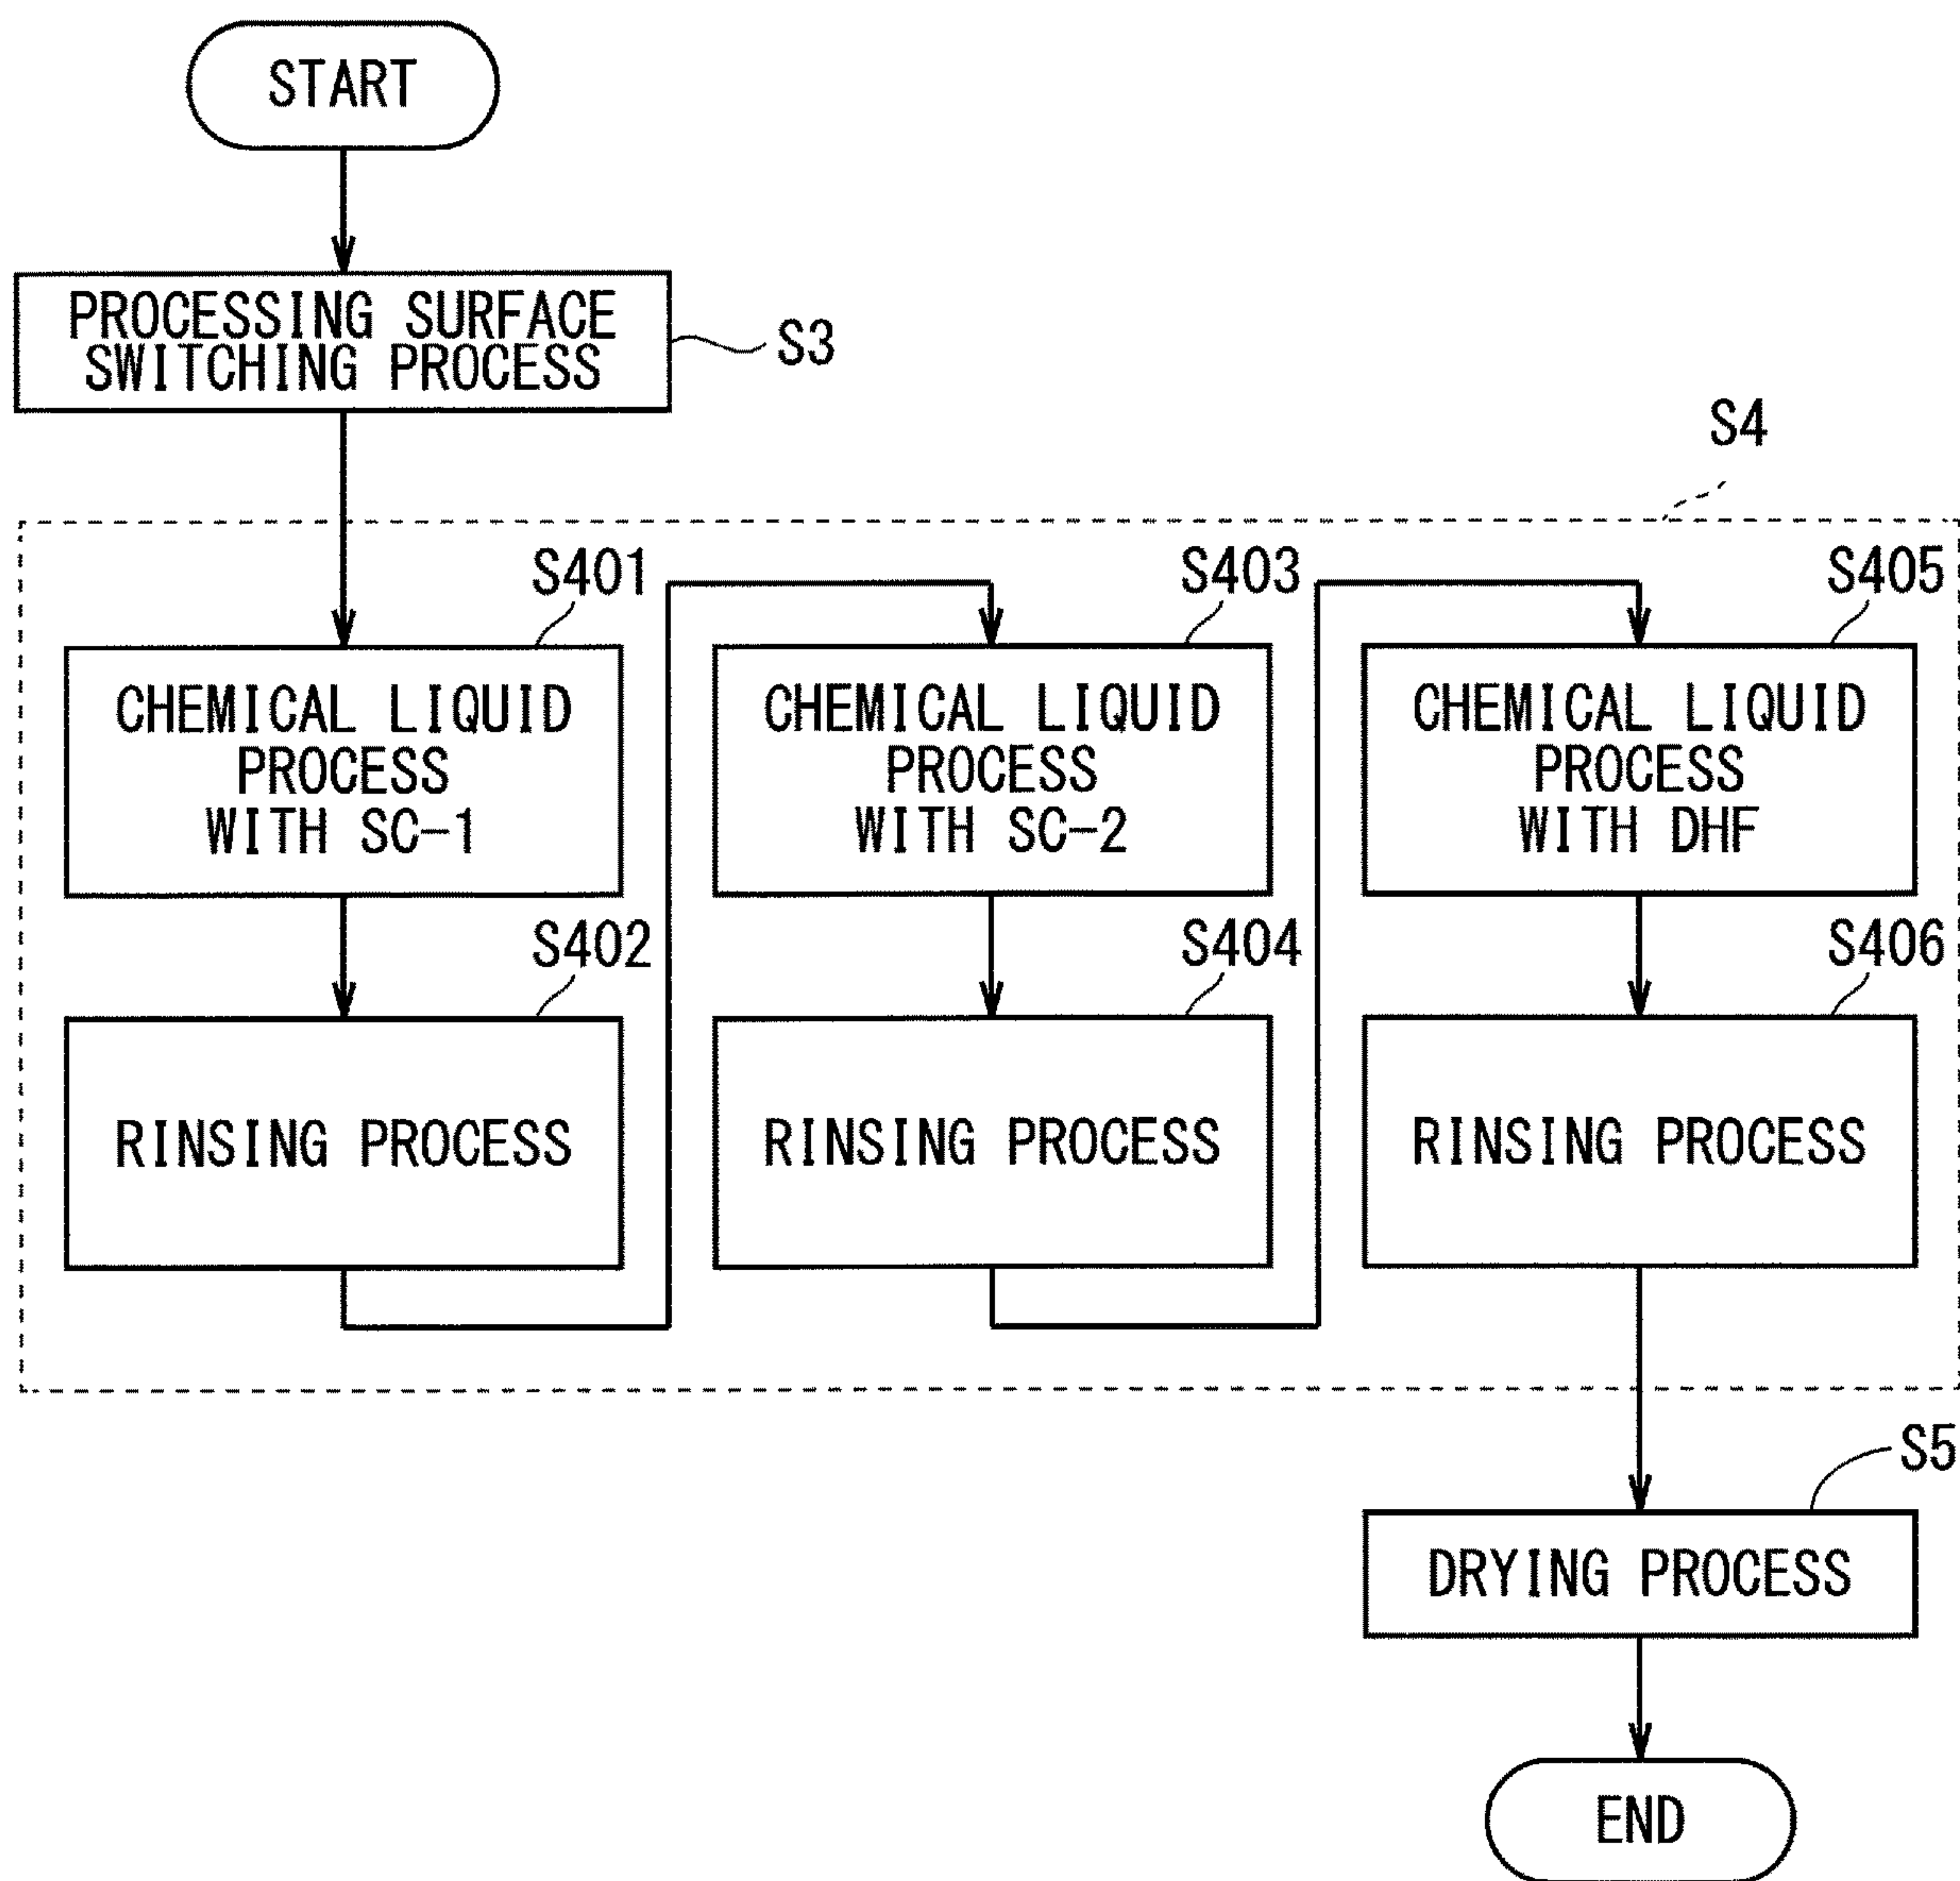 START
PROCESSING SURFACE
SWITCHING PROCESS
S3
S4
S401
CHEMICAL LIQUID
PROCESS
WITH SC-1
S402
RINSING PROCESS
S403
CHEMICAL LIQUID
PROCESS
WITH SC-2
S404
RINSING PROCESS
S405
CHEMICAL LIQUID
PROCESS
WITH DHF
S406
RINSING PROCESS
S5
DRYING PROCESS
END